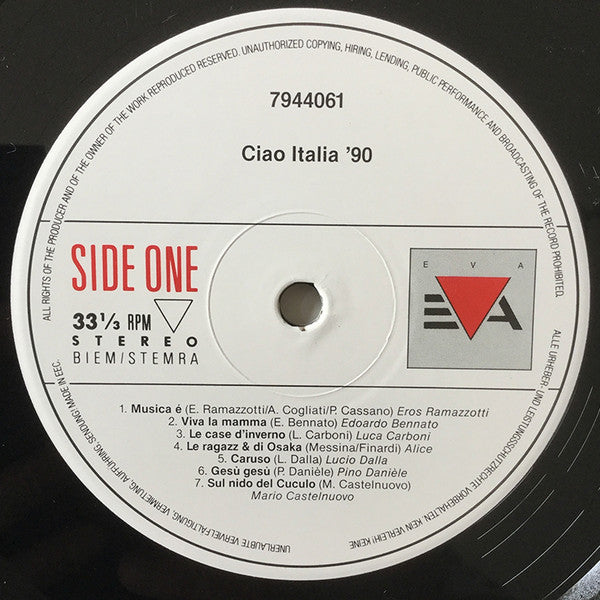 7944061
Ciao Italia '90
SIDE ONE
33 1/3 RPM
STEREO
BIEM/STEMRA
E V A
EVA
1. Musica é (E. Ramazzotti/A. Cogliati/P. Cassano) Eros Ramazzotti
2. Viva la mamma (E. Bennato) Edoardo Bennato
3. Le case d'inverno (L. Carboni) Luca Carboni
4. Le ragazz & di Osaka (Messina/Finardi) Alice
5. Caruso (L. Dalla) Lucio Dalla
6. Gesù gesù (P. Danièle) Pino Danièle
7. Sul nido del Cuculo (M. Castelnuovo)
Mario Castelnuovo
ALL RIGHTS OF THE PRODUCER AND OF THE OWNER OF THE WORK REPRODUCED RESERVED. UNAUTHORIZED COPYING, HIRING, LENDING, PUBLIC PERFORMANCE AND BROADCASTING OF THE RECORD PROHIBITED.
ALLE URHEBER- UND LEISTUNGSSCHUTZRECHTE VORBEHALTEN. KEIN VERLEIH! KEINE UNERLAUBTE VERVIELFÄLTIGUNG, VERMIETUNG, AUFFÜHRUNG, SENDUNG! MADE IN EEC.